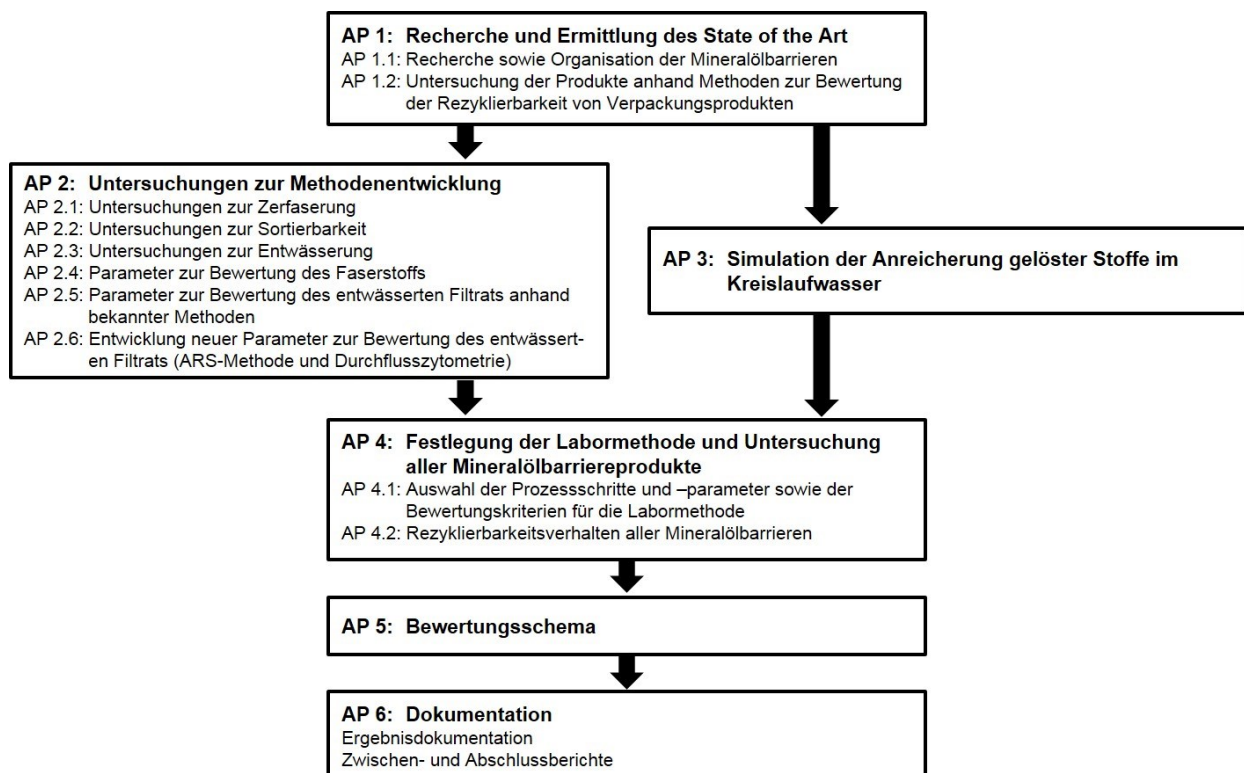 AP 1: Recherche und Ermittlung des State of the Art
AP 1.1: Recherche sowie Organisation der Mineralölbarrieren
AP 1.2: Untersuchung der Produkte anhand Methoden zur Bewertung
der Rezyklierbarkeit von Verpackungsprodukten
AP 2: Untersuchungen zur Methodenentwicklung
AP 2.1: Untersuchungen zur Zerfaserung
AP 2.2: Untersuchungen zur Sortierbarkeit
AP 2.3: Untersuchungen zur Entwässerung
AP 2.4: Parameter zur Bewertung des Faserstoffs
AP 2.5: Parameter zur Bewertung des entwässerten Filtrats anhand
bekannter Methoden
AP 2.6: Entwicklung neuer Parameter zur Bewertung des entwässert-
en Filtrats (ARS-Methode und Durchflusszytometrie)
AP 3: Simulation der Anreicherung gelöster Stoffe im
Kreislaufwasser
AP 4: Festlegung der Labormethode und Untersuchung
aller Mineralölbarriereprodukte
AP 4.1: Auswahl der Prozessschritte und –parameter sowie der
Bewertungskriterien für die Labormethode
AP 4.2: Rezyklierbarkeitsverhalten aller Mineralölbarrieren
AP 5: Bewertungsschema
AP 6: Dokumentation
Ergebnisdokumentation
Zwischen- und Abschlussberichte